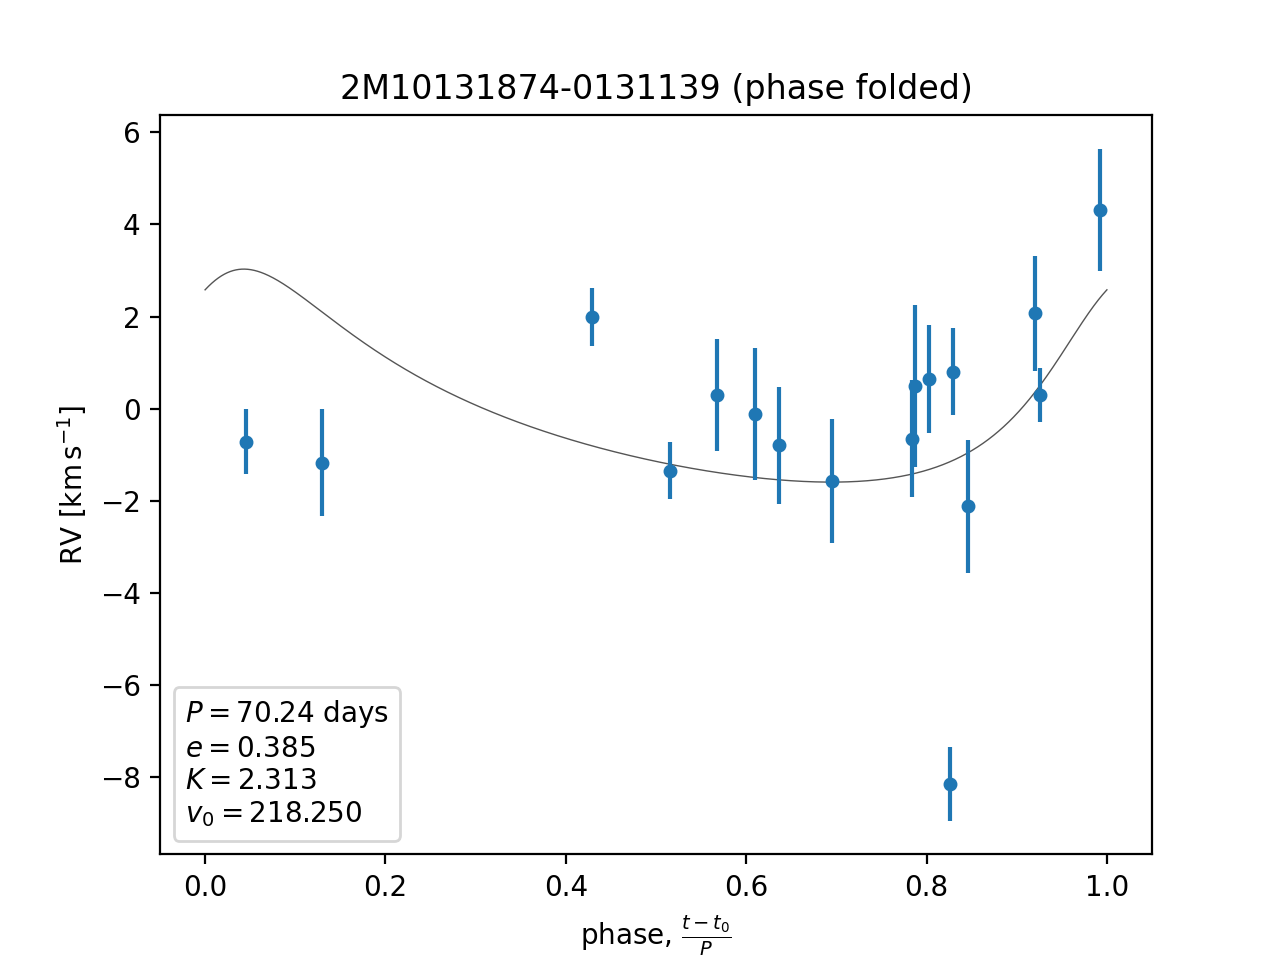 2M10131874-0131139 (phase folded)
RV [km s⁻¹]
6
4
2
0
−2
−4
−6
−8
P = 70.24 days
e = 0.385
K = 2.313
v₀ = 218.250
0.0 0.2 0.4 0.6 0.8 1.0
phase, (t − t₀)/P